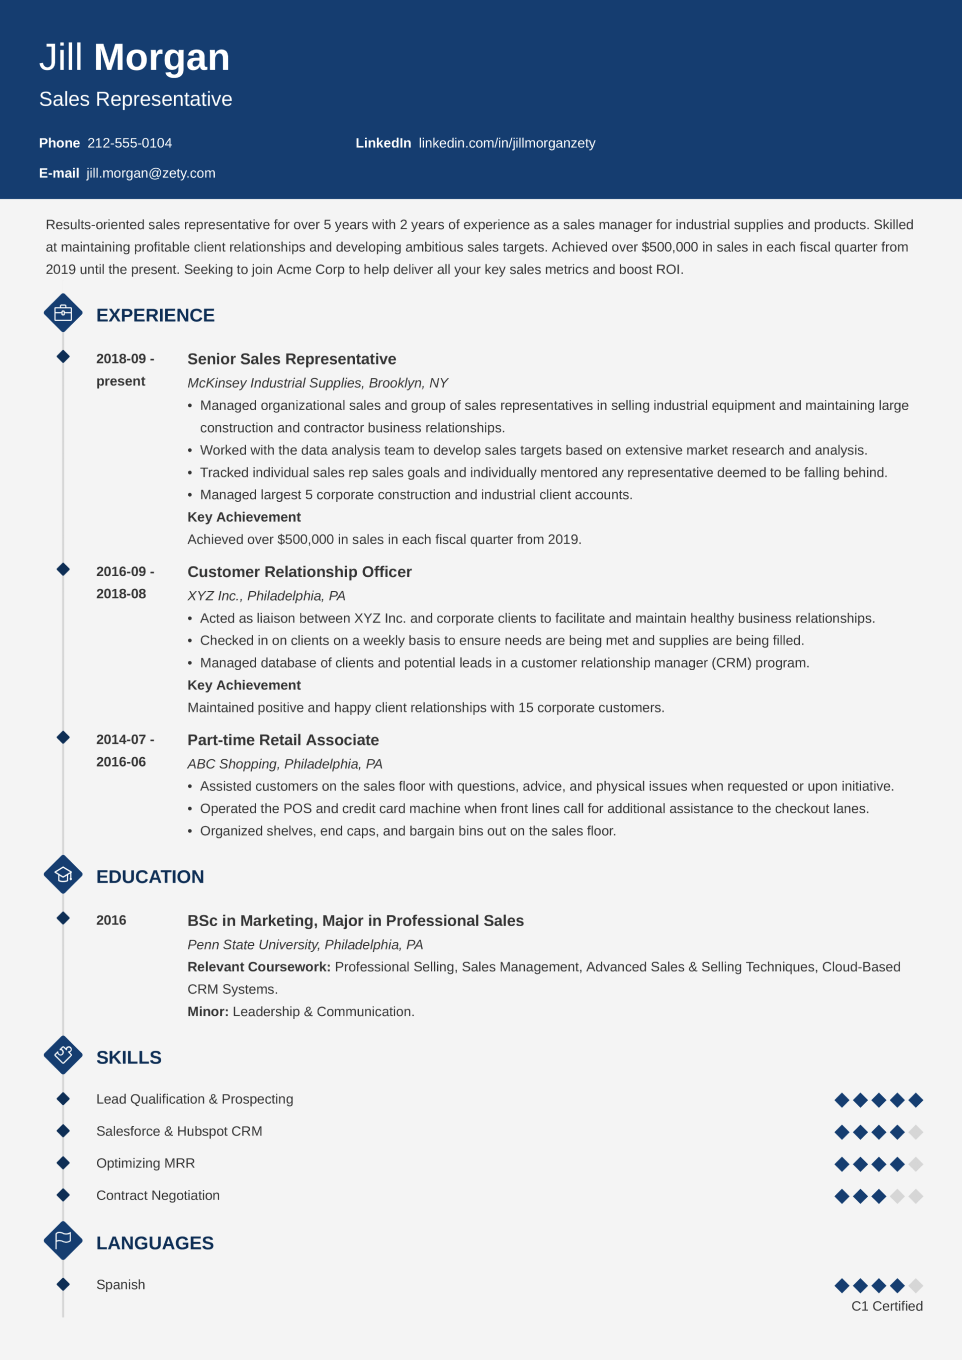 Jill Morgan
Sales Representative
Phone 212-555-0104
LinkedIn linkedin.com/in/jillmorganzety
E-mail jill.morgan@zety.com
Results-oriented sales representative for over 5 years with 2 years of experience as a sales manager for industrial supplies and products. Skilled
at maintaining profitable client relationships and developing ambitious sales targets. Achieved over $500,000 in sales in each fiscal quarter from
2019 until the present. Seeking to join Acme Corp to help deliver all your key sales metrics and boost ROI.
EXPERIENCE
2018-09 -
present
Senior Sales Representative
McKinsey Industrial Supplies, Brooklyn, NY
• Managed organizational sales and group of sales representatives in selling industrial equipment and maintaining large
construction and contractor business relationships.
• Worked with the data analysis team to develop sales targets based on extensive market research and analysis.
• Tracked individual sales rep sales goals and individually mentored any representative deemed to be falling behind.
• Managed largest 5 corporate construction and industrial client accounts.
Key Achievement
Achieved over $500,000 in sales in each fiscal quarter from 2019.
2016-09 -
2018-08
Customer Relationship Officer
XYZ Inc., Philadelphia, PA
• Acted as liaison between XYZ Inc. and corporate clients to facilitate and maintain healthy business relationships.
• Checked in on clients on a weekly basis to ensure needs are being met and supplies are being filled.
• Managed database of clients and potential leads in a customer relationship manager (CRM) program.
Key Achievement
Maintained positive and happy client relationships with 15 corporate customers.
2014-07 -
2016-06
Part-time Retail Associate
ABC Shopping, Philadelphia, PA
• Assisted customers on the sales floor with questions, advice, and physical issues when requested or upon initiative.
• Operated the POS and credit card machine when front lines call for additional assistance to the checkout lanes.
• Organized shelves, end caps, and bargain bins out on the sales floor.
EDUCATION
2016
BSc in Marketing, Major in Professional Sales
Penn State University, Philadelphia, PA
Relevant Coursework: Professional Selling, Sales Management, Advanced Sales & Selling Techniques, Cloud-Based
CRM Systems.
Minor: Leadership & Communication.
SKILLS
Lead Qualification & Prospecting
Salesforce & Hubspot CRM
Optimizing MRR
Contract Negotiation
LANGUAGES
Spanish
C1 Certified